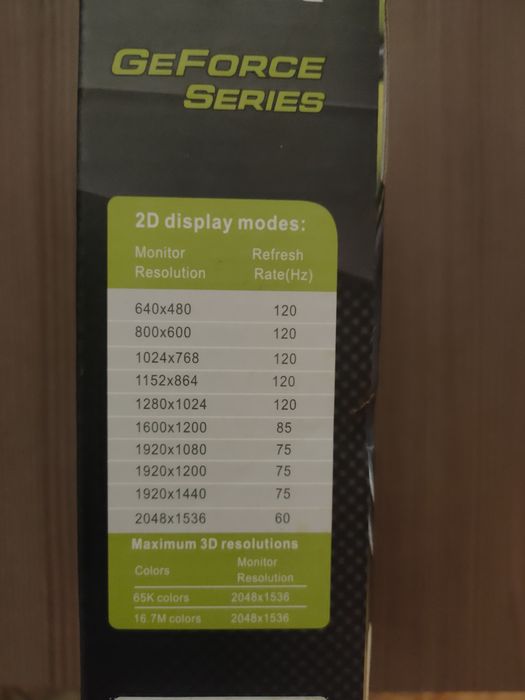 GEFORCE
SERIES
2D display modes:
Monitor Resolution Refresh Rate(Hz)
640x480 120
800x600 120
1024x768 120
1152x864 120
1280x1024 120
1600x1200 85
1920x1080 75
1920x1200 75
1920x1440 75
2048x1536 60
Maximum 3D resolutions
Colors Monitor Resolution
65K colors 2048x1536
16.7M colors 2048x1536